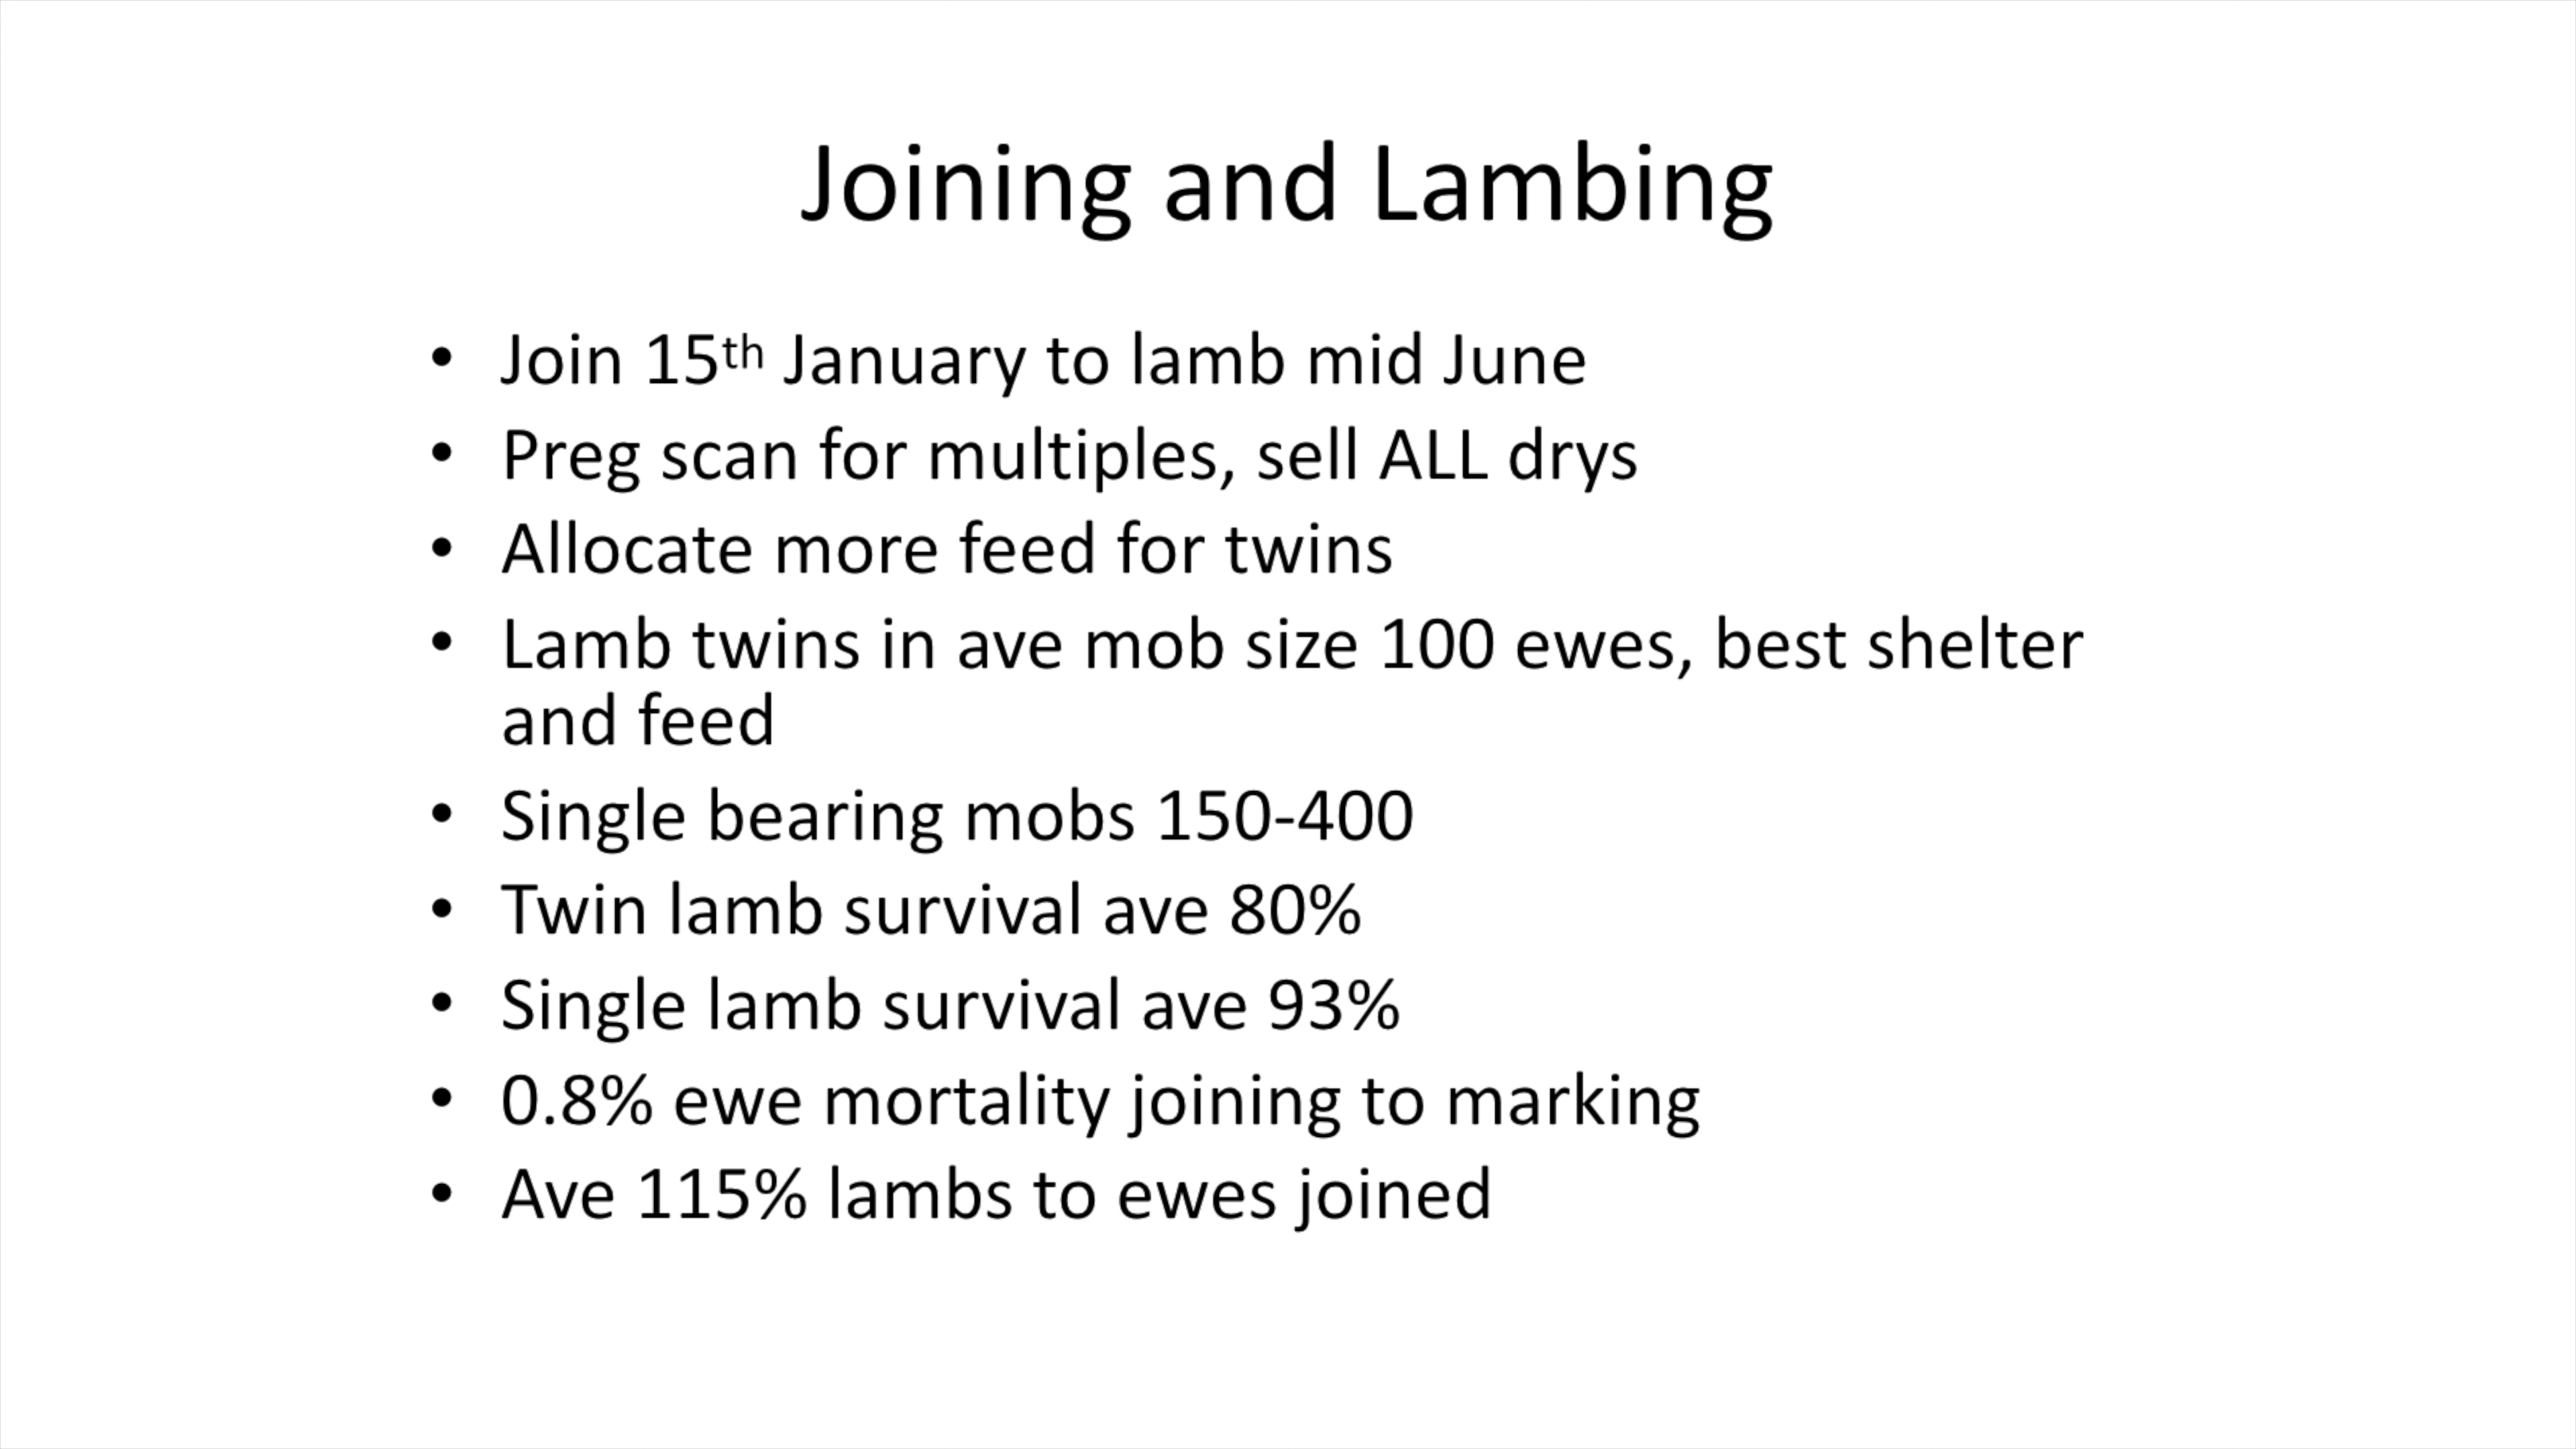 Joining and Lambing
• Join 15th January to lamb mid June
• Preg scan for multiples, sell ALL drys
• Allocate more feed for twins
• Lamb twins in ave mob size 100 ewes, best shelter
and feed
• Single bearing mobs 150-400
• Twin lamb survival ave 80%
• Single lamb survival ave 93%
• 0.8% ewe mortality joining to marking
• Ave 115% lambs to ewes joined